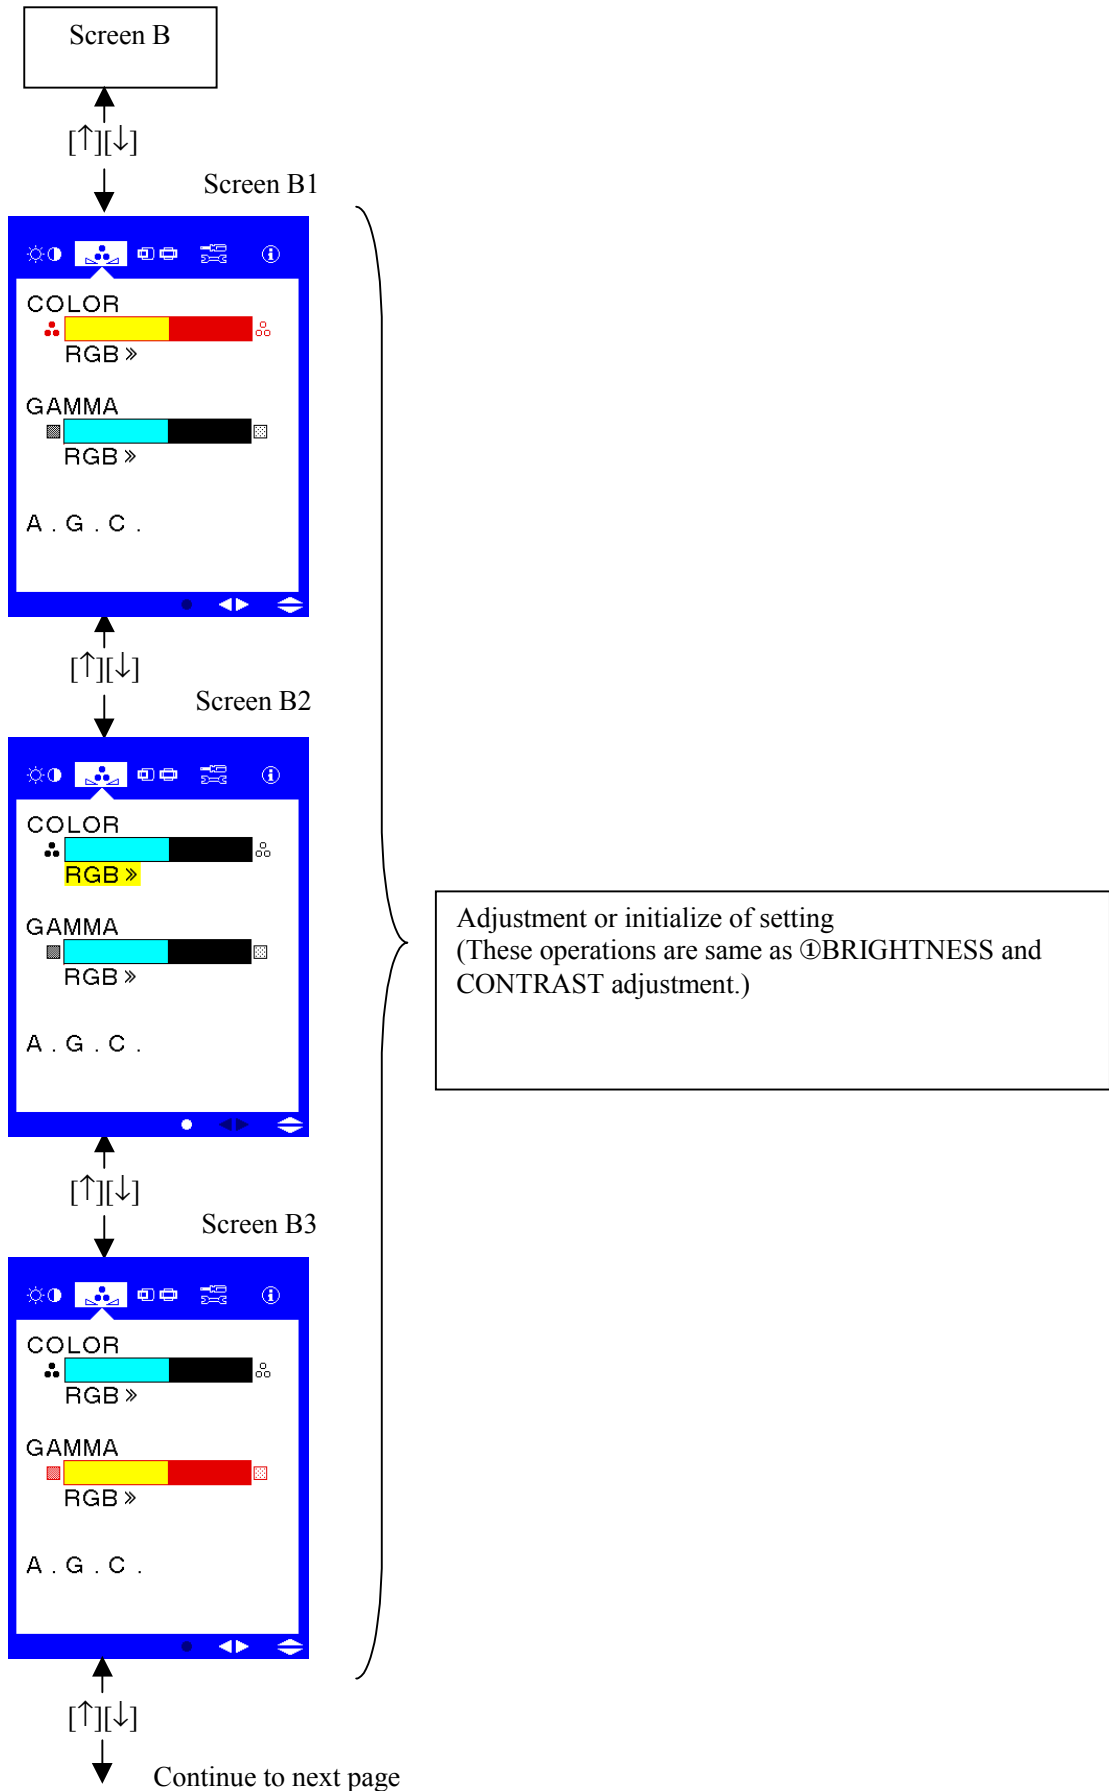 Screen B
[↑][↓]
Screen B1
COLOR
RGB »
GAMMA
RGB »
A . G . C .
[↑][↓]
Screen B2
COLOR
RGB »
GAMMA
RGB »
A . G . C .
Adjustment or initialize of setting
(These operations are same as ①BRIGHTNESS and
CONTRAST adjustment.)
[↑][↓]
Screen B3
COLOR
RGB »
GAMMA
RGB »
A . G . C .
[↑][↓]
Continue to next page